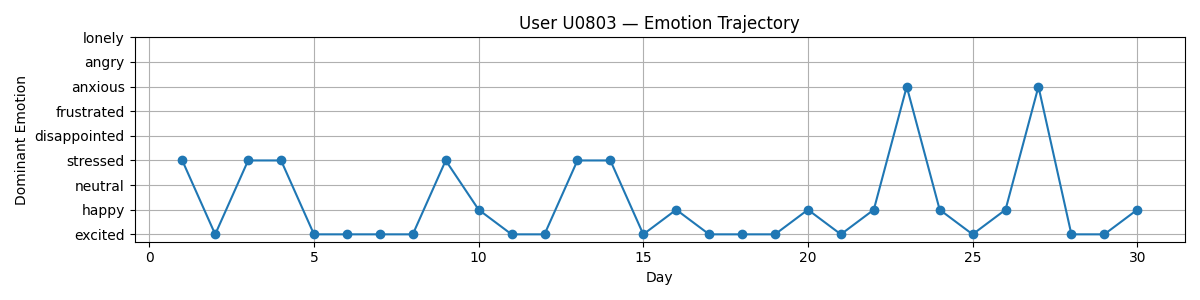 User U0803 — Emotion Trajectory
Dominant Emotion
lonely
angry
anxious
frustrated
disappointed
stressed
neutral
happy
excited
0 5 10 15 20 25 30
Day